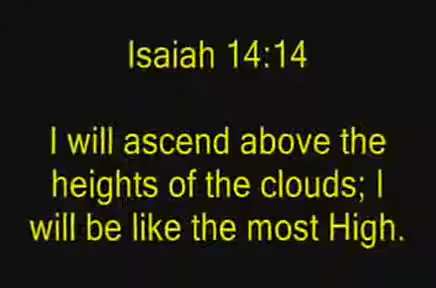 Isaiah 14:14
I will ascend above the
heights of the clouds; I
will be like the most High.